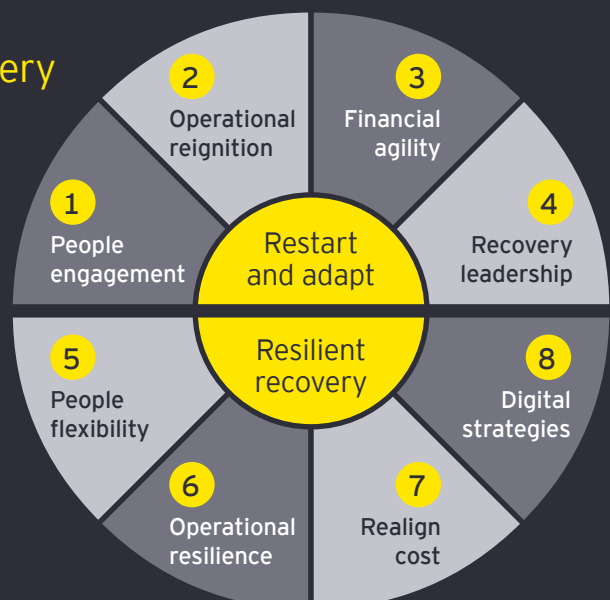 ery
2
Operational
reignition
3
Financial
agility
1
People
engagement
Restart
and adapt
4
Recovery
leadership
5
People
flexibility
Resilient
recovery
8
Digital
strategies
6
Operational
resilience
7
Realign
cost